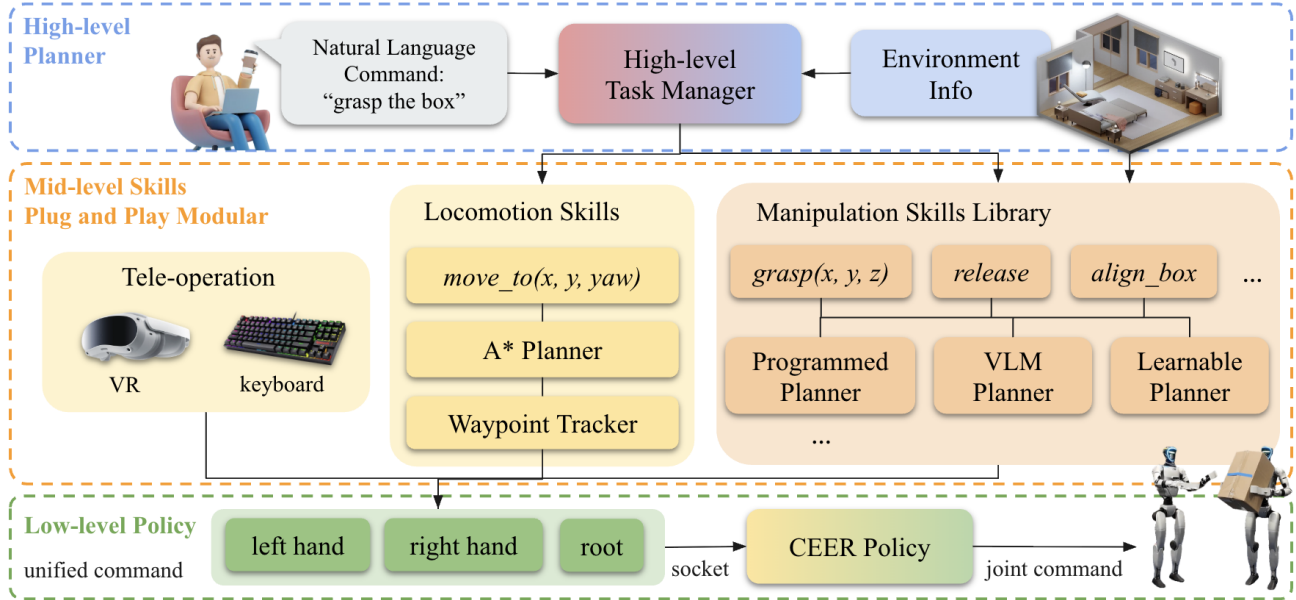 High-level
Planner
Natural Language
Command:
“grasp the box”
High-level
Task Manager
Environment
Info
Mid-level Skills
Plug and Play Modular
Tele-operation
VR
keyboard
Locomotion Skills
move_to(x, y, yaw)
A* Planner
Waypoint Tracker
Manipulation Skills Library
grasp(x, y, z)
release
align_box
...
Programmed
Planner
VLM
Planner
Learnable
Planner
...
Low-level Policy
unified command
left hand
right hand
root
socket
CEER Policy
joint command